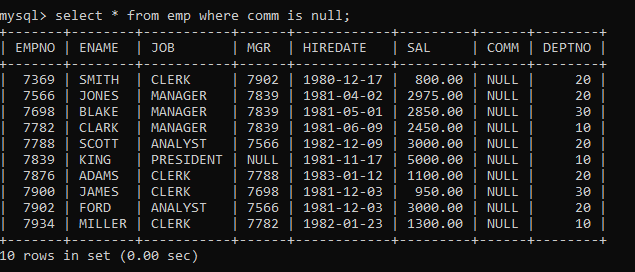 mysql> select * from emp where comm is null;
+-------+--------+-----------+------+------------+---------+------+--------+
| EMPNO | ENAME  | JOB       | MGR  | HIREDATE   | SAL     | COMM | DEPTNO |
+-------+--------+-----------+------+------------+---------+------+--------+
|  7369 | SMITH  | CLERK     | 7902 | 1980-12-17 |  800.00 | NULL |     20 |
|  7566 | JONES  | MANAGER   | 7839 | 1981-04-02 | 2975.00 | NULL |     20 |
|  7698 | BLAKE  | MANAGER   | 7839 | 1981-05-01 | 2850.00 | NULL |     30 |
|  7782 | CLARK  | MANAGER   | 7839 | 1981-06-09 | 2450.00 | NULL |     10 |
|  7788 | SCOTT  | ANALYST   | 7566 | 1982-12-09 | 3000.00 | NULL |     20 |
|  7839 | KING   | PRESIDENT | NULL | 1981-11-17 | 5000.00 | NULL |     10 |
|  7876 | ADAMS  | CLERK     | 7788 | 1983-01-12 | 1100.00 | NULL |     20 |
|  7900 | JAMES  | CLERK     | 7698 | 1981-12-03 |  950.00 | NULL |     30 |
|  7902 | FORD   | ANALYST   | 7566 | 1981-12-03 | 3000.00 | NULL |     20 |
|  7934 | MILLER | CLERK     | 7782 | 1982-01-23 | 1300.00 | NULL |     10 |
+-------+--------+-----------+------+------------+---------+------+--------+
10 rows in set (0.00 sec)